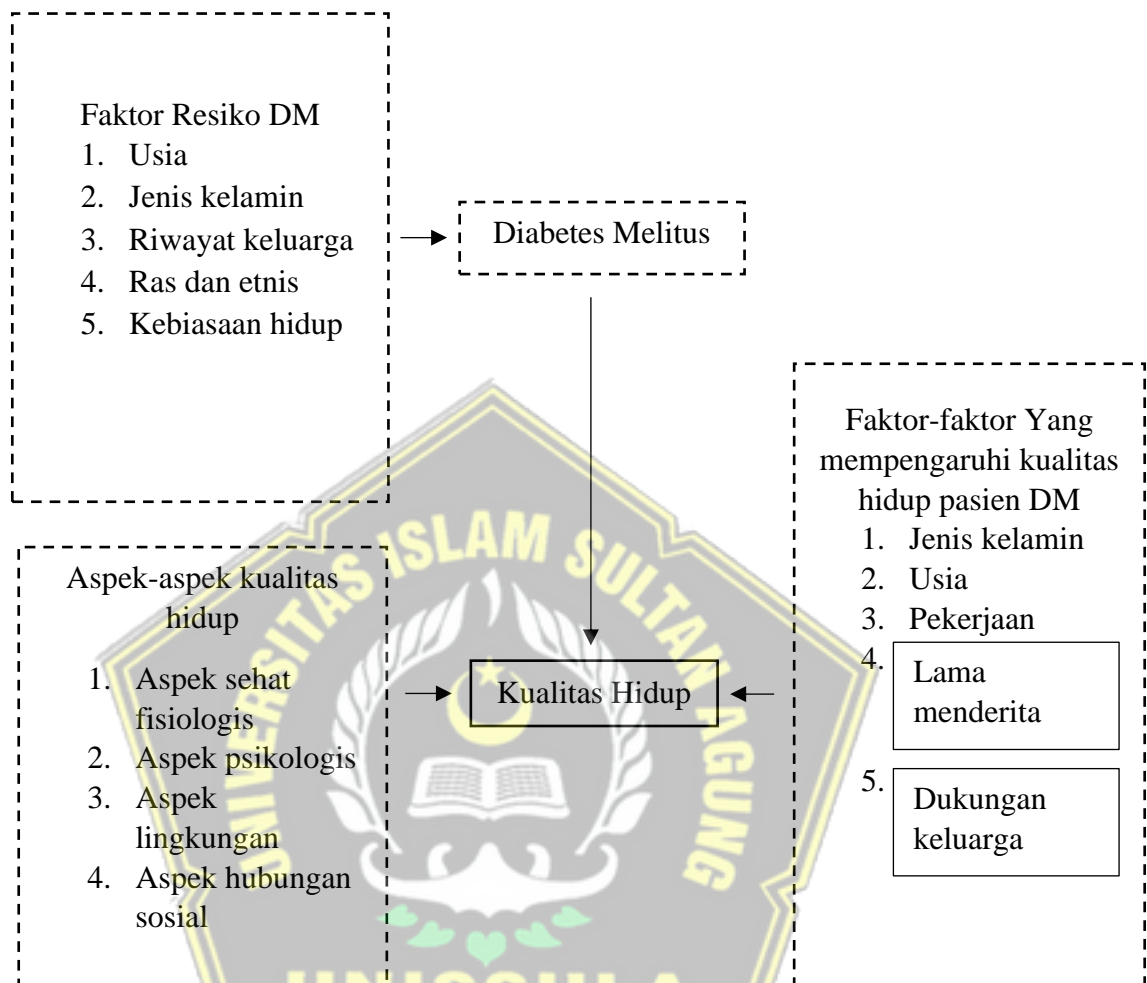 Faktor Resiko DM
1. Usia
2. Jenis kelamin
3. Riwayat keluarga
4. Ras dan etnis
5. Kebiasaan hidup
Diabetes Melitus
Faktor-faktor Yang
mempengaruhi kualitas
hidup pasien DM
1. Jenis kelamin
2. Usia
3. Pekerjaan
4. Lama
menderita
5. Dukungan
keluarga
Aspek-aspek kualitas
hidup
1. Aspek sehat
fisiologis
2. Aspek psikologis
3. Aspek
lingkungan
4. Aspek hubungan
sosial
Kualitas Hidup
UNIVERSITAS ISLAM SULTAN AGUNG
UNISSULA